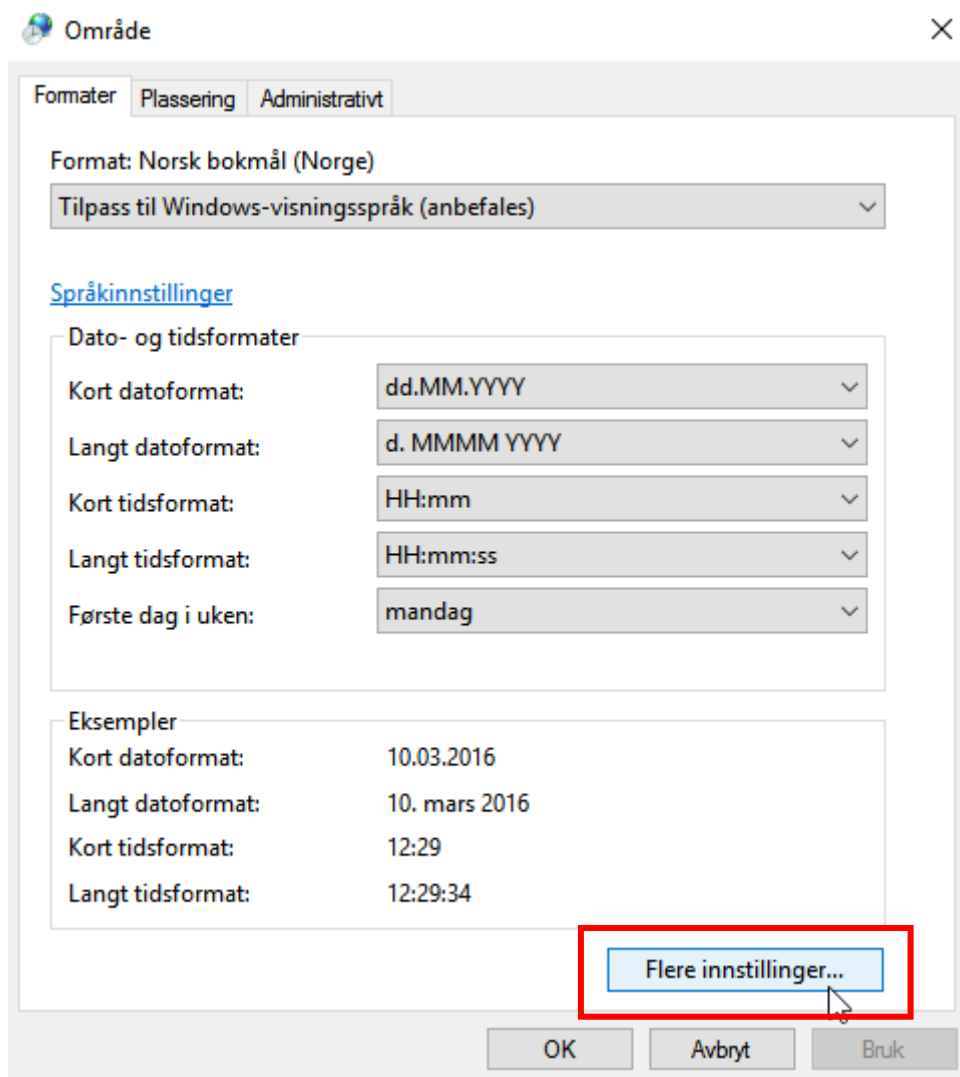 Område
Formater Plassering Administrativt
Format: Norsk bokmål (Norge)
Tilpass til Windows-visningsspråk (anbefales)
Språkinnstillinger
Dato- og tidsformater
Kort datoformat: dd.MM.YYYY
Langt datoformat: d. MMMM YYYY
Kort tidsformat: HH:mm
Langt tidsformat: HH:mm:ss
Første dag i uken: mandag
Eksempler
Kort datoformat: 10.03.2016
Langt datoformat: 10. mars 2016
Kort tidsformat: 12:29
Langt tidsformat: 12:29:34
Flere innstillinger...
OK Avbryt Bruk